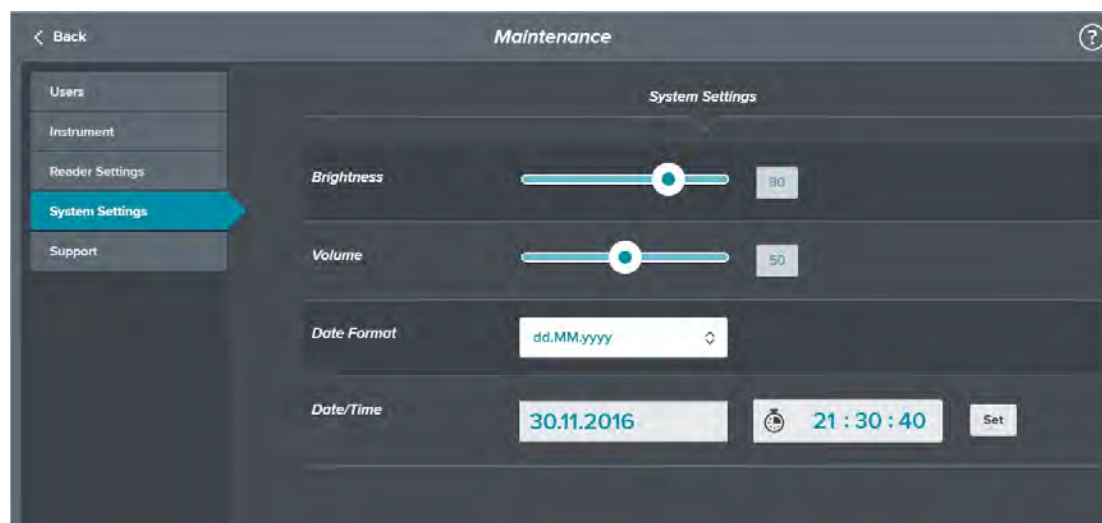 Back
Maintenance
?
Users
Instrument
Reader Settings
System Settings
Support
System Settings
Brightness
80
Volume
50
Date Format
dd.MM.yyyy
Date/Time
30.11.2016
21 : 30 : 40
Set